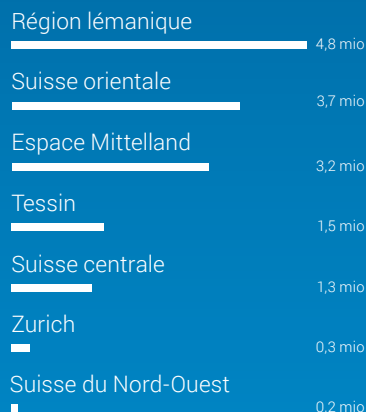 Région lémanique
4,8 mio
Suisse orientale
3,7 mio
Espace Mittelland
3,2 mio
Tessin
1,5 mio
Suisse centrale
1,3 mio
Zurich
0,3 mio
Suisse du Nord-Ouest
0,2 mio